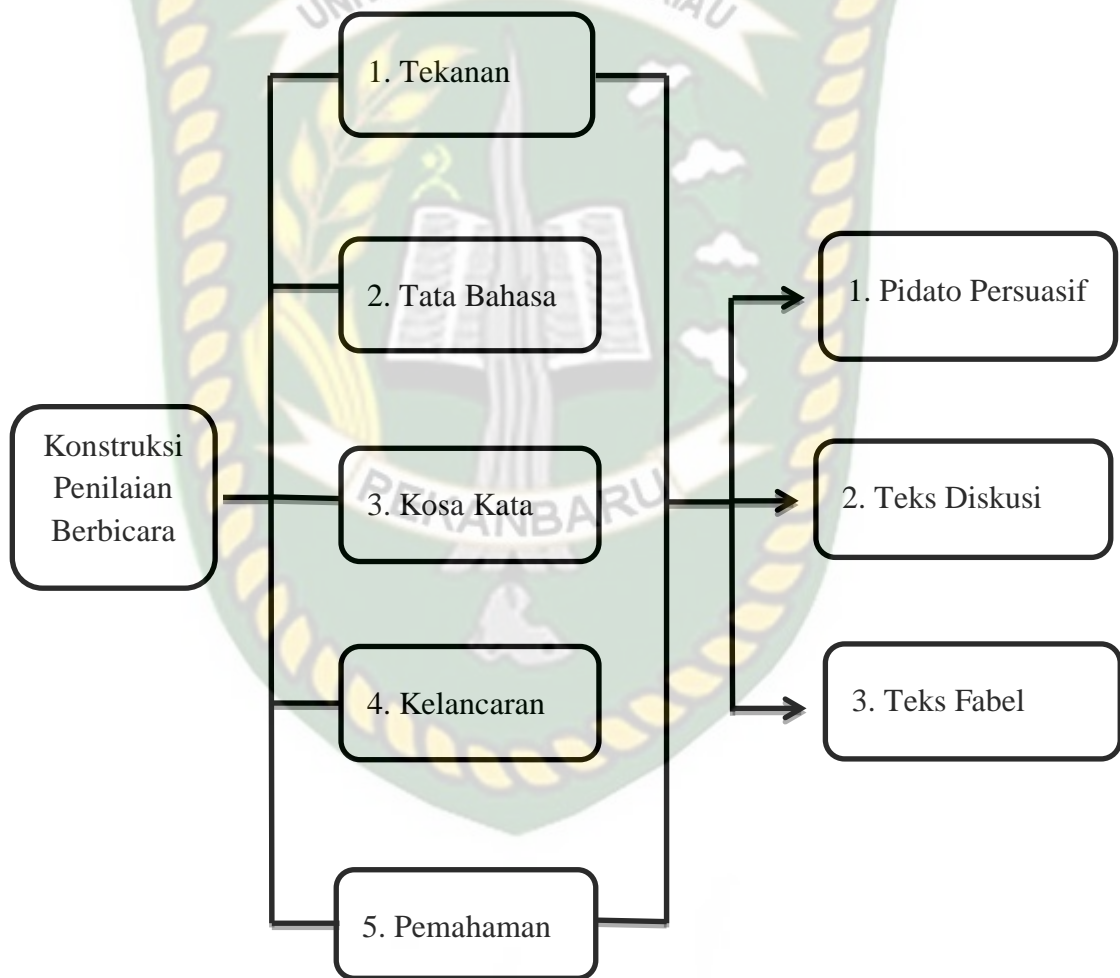 1. Tekanan
2. Tata Bahasa
1. Pidato Persuasif
Konstruksi
Penilaian
Berbicara
3. Kosa Kata
2. Teks Diskusi
PEKANBARU
4. Kelancaran
3. Teks Fabel
5. Pemahaman